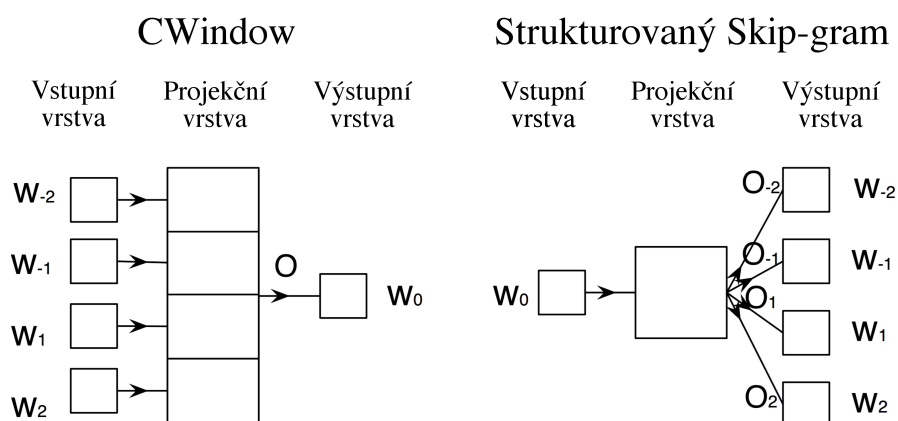 CWindow
Vstupní vrstva
Projekční vrstva
Výstupní vrstva
w-2
w-1
w1
w2
O
w0
Strukturovaný Skip-gram
Vstupní vrstva
Projekční vrstva
Výstupní vrstva
w0
O-2
O-1
O1
O2
w-2
w-1
w1
w2